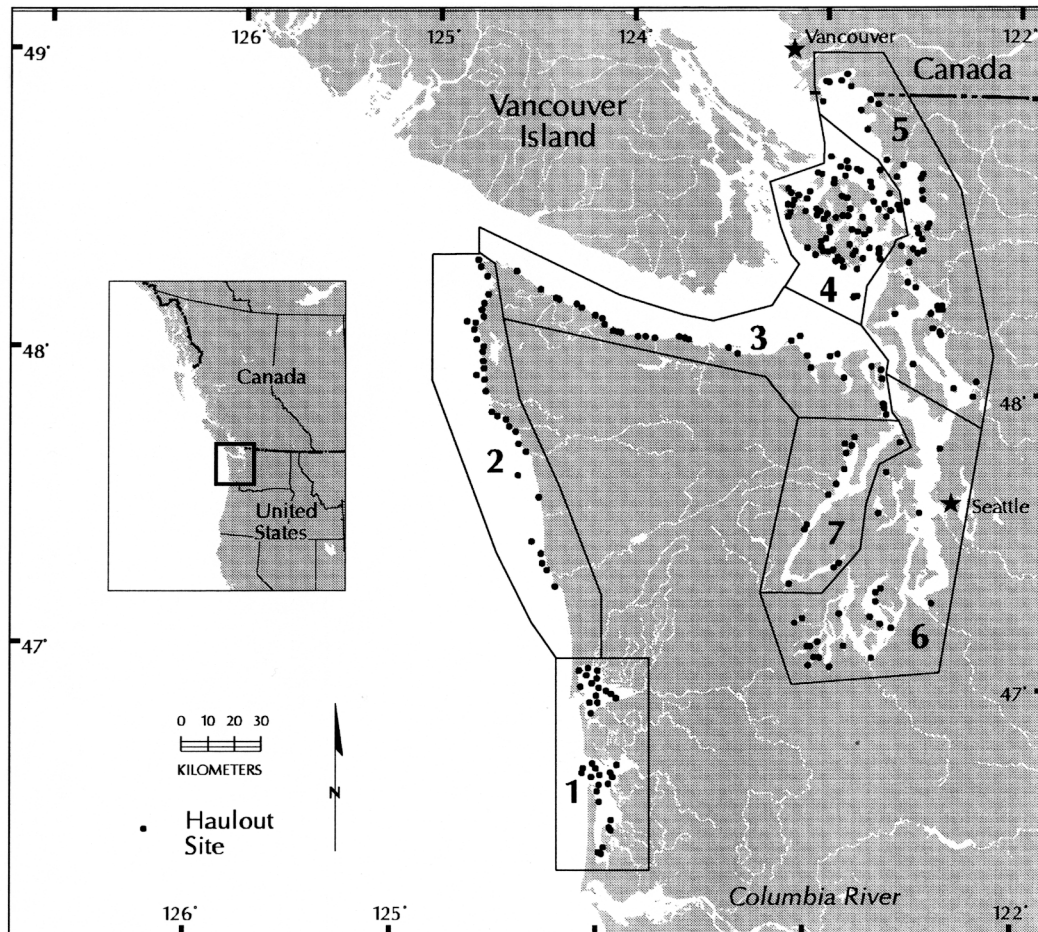 126°
125°
124°
122°
49°
Vancouver
Canada
Vancouver
Island
5
4
3
48°
Canada
48°
2
United
States
Seattle
7
6
47°
47°
0 10 20 30
KILOMETERS
1
N
Haulout
Site
Columbia River
126°
125°
122°